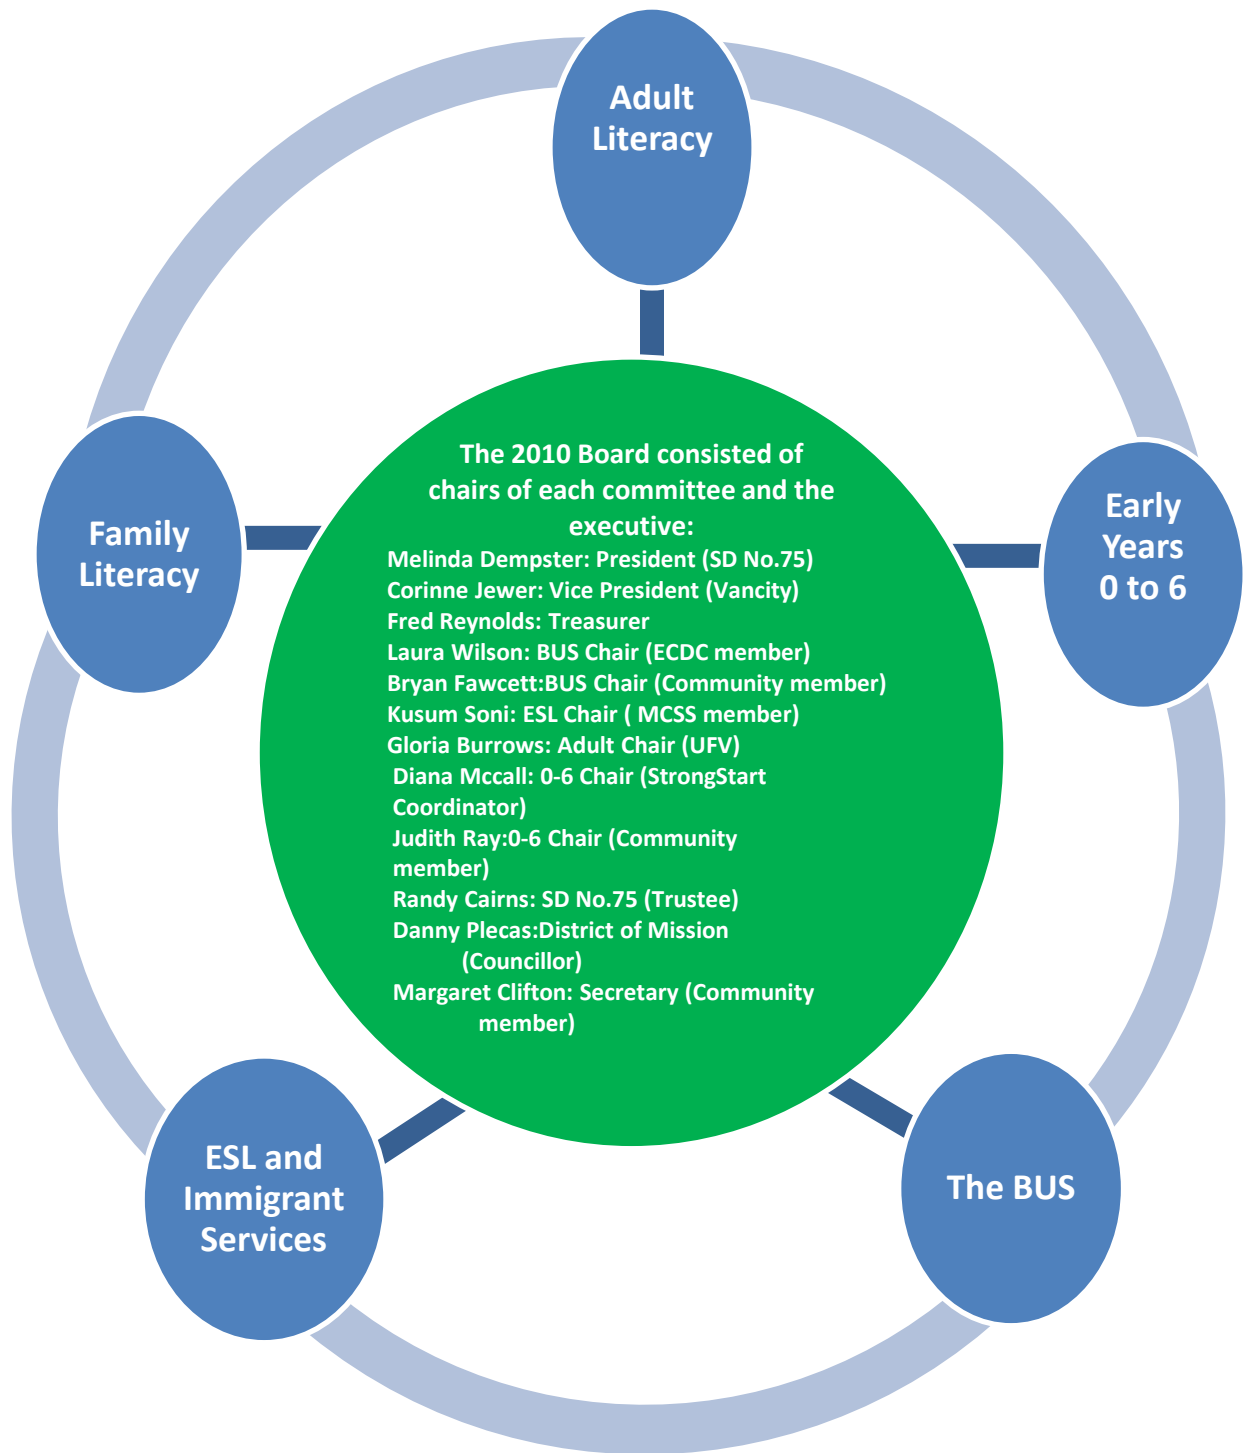 Adult
Literacy
The 2010 Board consisted of
chairs of each committee and the
executive:
Melinda Dempster: President (SD No.75)
Corinne Jewer: Vice President (Vancity)
Fred Reynolds: Treasurer
Laura Wilson: BUS Chair (ECDC member)
Bryan Fawcett:BUS Chair (Community member)
Kusum Soni: ESL Chair ( MCSS member)
Gloria Burrows: Adult Chair (UFV)
Diana Mccall: 0-6 Chair (StrongStart
Coordinator)
Judith Ray:0-6 Chair (Community
member)
Randy Cairns: SD No.75 (Trustee)
Danny Plecas:District of Mission
(Councillor)
Margaret Clifton: Secretary (Community
member)
Early
Years
0 to 6
Family
Literacy
ESL and
Immigrant
Services
The BUS